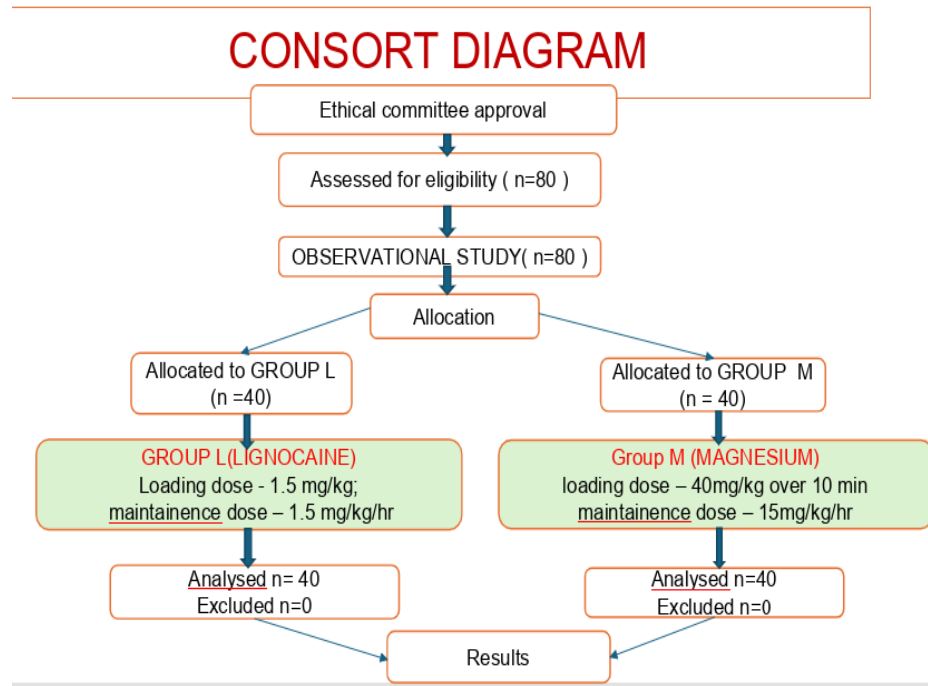 CONSORT DIAGRAM
Ethical committee approval
Assessed for eligibility ( n=80 )
OBSERVATIONAL STUDY( n=80 )
Allocation
Allocated to GROUP L
(n =40)
Allocated to GROUP M
(n = 40)
GROUP L(LIGNOCAINE)
Loading dose - 1.5 mg/kg;
maintainence dose – 1.5 mg/kg/hr
Group M (MAGNESIUM)
loading dose – 40mg/kg over 10 min
maintainence dose – 15mg/kg/hr
Analysed n= 40
Excluded n=0
Analysed n=40
Excluded n=0
Results